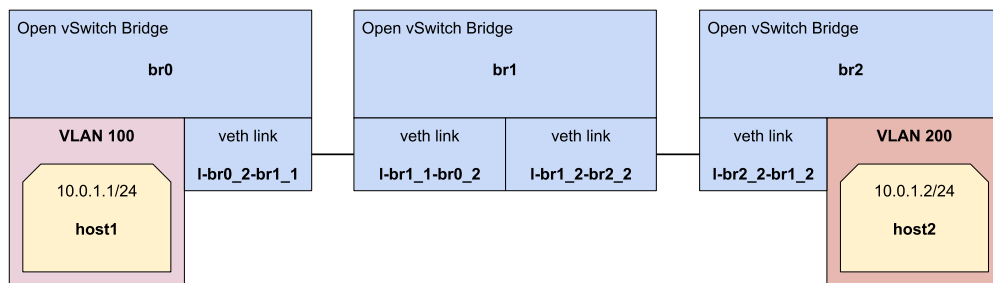 Open vSwitch Bridge
br0
VLAN 100
10.0.1.1/24
host1
veth link
l-br0_2-br1_1
Open vSwitch Bridge
br1
veth link
l-br1_1-br0_2
veth link
l-br1_2-br2_2
Open vSwitch Bridge
br2
veth link
l-br2_2-br1_2
VLAN 200
10.0.1.2/24
host2